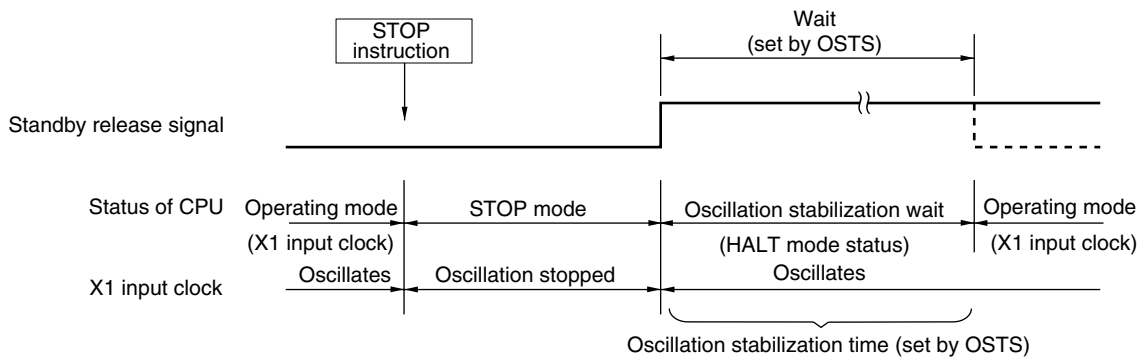 STOP
instruction
Wait
(set by OSTS)
Standby release signal
Status of CPU
Operating mode
(X1 input clock)
STOP mode
Oscillation stabilization wait
(HALT mode status)
Operating mode
(X1 input clock)
X1 input clock
Oscillates
Oscillation stopped
Oscillates
Oscillation stabilization time (set by OSTS)